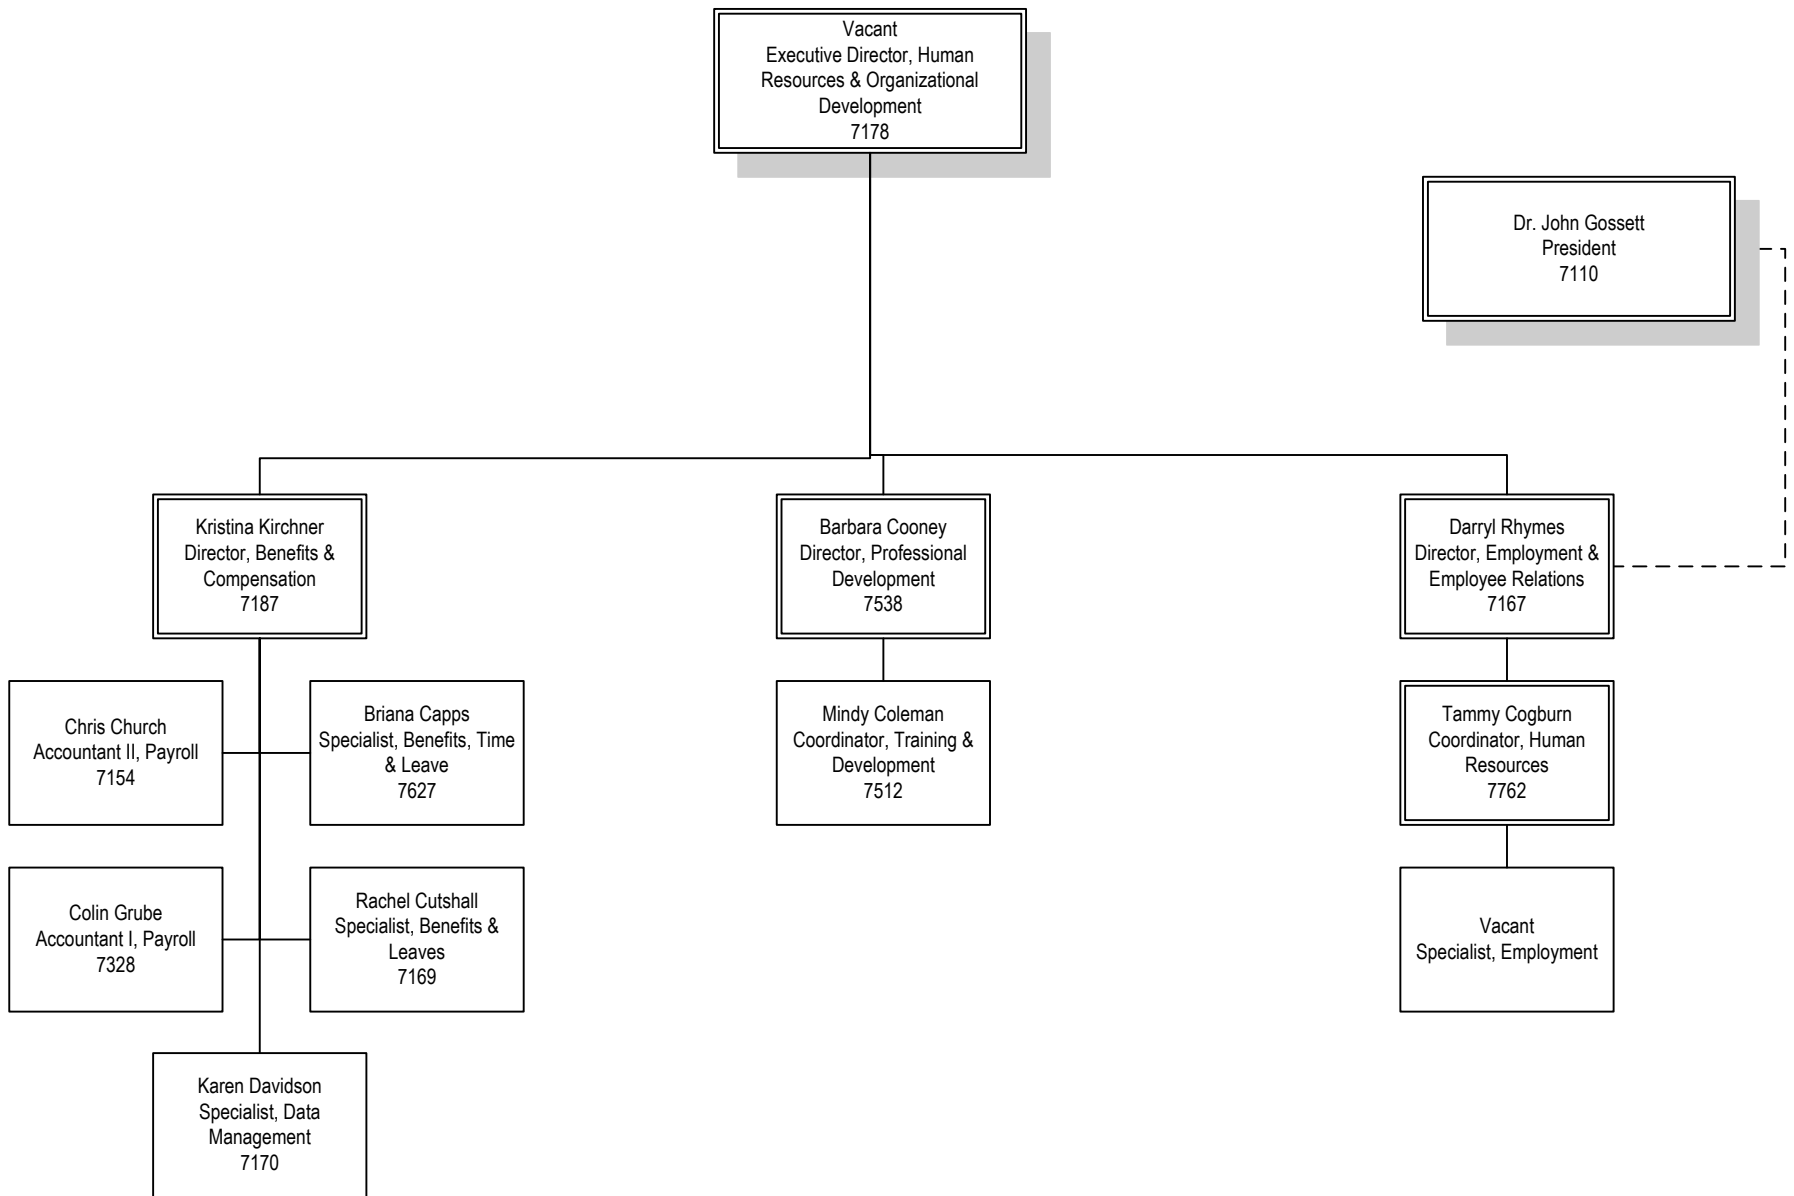 Vacant
Executive Director, Human
Resources & Organizational
Development
7178
Dr. John Gossett
President
7110
Kristina Kirchner
Director, Benefits &
Compensation
7187
Barbara Cooney
Director, Professional
Development
7538
Darryl Rhymes
Director, Employment &
Employee Relations
7167
Chris Church
Accountant II, Payroll
7154
Briana Capps
Specialist, Benefits, Time
& Leave
7627
Mindy Coleman
Coordinator, Training &
Development
7512
Tammy Cogburn
Coordinator, Human
Resources
7762
Colin Grube
Accountant I, Payroll
7328
Rachel Cutshall
Specialist, Benefits &
Leaves
7169
Vacant
Specialist, Employment
Karen Davidson
Specialist, Data
Management
7170